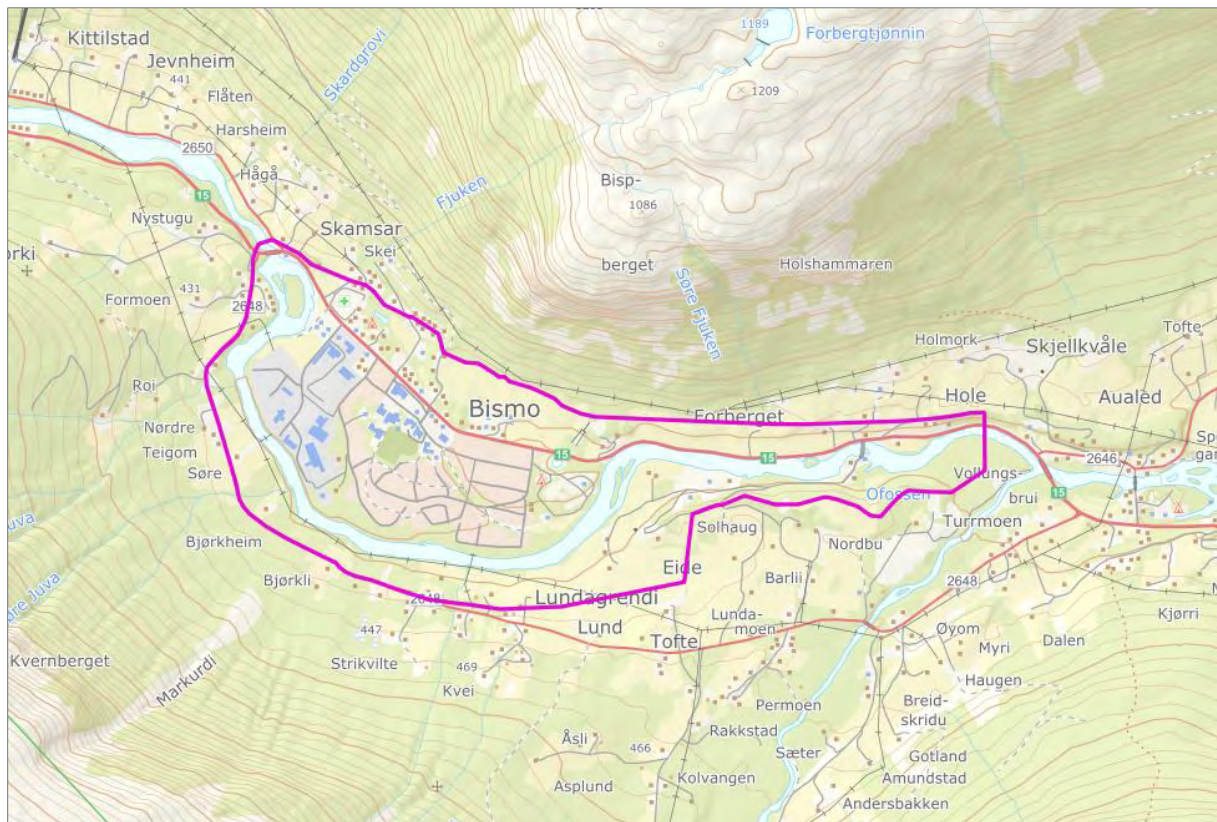 1189
Forbergtjønnin
Kittilstad
Jevnheim
441
Flåten
Skardgrovi
1209
Harsheim
2650
Hågå
15
Fjuken
Bisp-
1086
berget
Nystugu
Skamsar
Skei
Holshammaren
Søre Fjuken
Formoen
431
2648
Holmork
Tofte
Skjellkvåle
Roi
Hole
Aualed
Bismo
Forberget
Nørdre
Teigom
Søre
15
15
2646
Vollungs-
brui
15
Ofossen
Turrmoen
Solhaug
Nordbu
Bjørkheim
Bjørkli
Eide
Barlii
2648
2648
Lundagrendi
Lund
Tofte
Lunda-
moen
Kjørri
447
Strikvilte
469
Kvei
Øyom
Myri
Dalen
Haugen
Kvernberget
Markurdi
Breid-
skridu
Permoen
Rakkstad
Sæter
Åsli
466
Gotland
Asplund
Kolvangen
Amundstad
Andersbakken